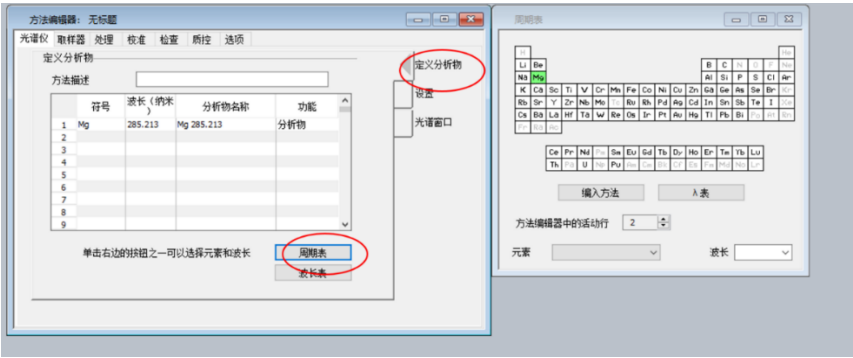 方法编辑器: 无标题
光谱仪 取样器 处理 校准 检查 质控 选项
定义分析物
方法描述
符号 波长（纳米） 分析物名称 功能
1 Mg 285.213 Mg 285.213 分析物
2
3
4
5
6
7
8
9
单击右边的按钮之一可以选择元素和波长
周期表
波长表
定义分析物
设置
光谱窗口
周期表
H He
Li Be B C N O F Ne
Na Mg Al Si P S Cl Ar
K Ca Sc Ti V Cr Mn Fe Co Ni Cu Zn Ga Ge As Se Br Kr
Rb Sr Y Zr Nb Mo Tc Ru Rh Pd Ag Cd In Sn Sb Te I Xe
Cs Ba La Hf Ta W Re Os Ir Pt Au Hg Tl Pb Bi Po At Rn
Fr Ra Ac
Ce Pr Nd Pm Sm Eu Gd Tb Dy Ho Er Tm Yb Lu
Th Pa U Np Pu Am Cm Bk Cf Es Fm Md No Lr
编入方法 λ表
方法编辑器中的活动行 2
元素 波长